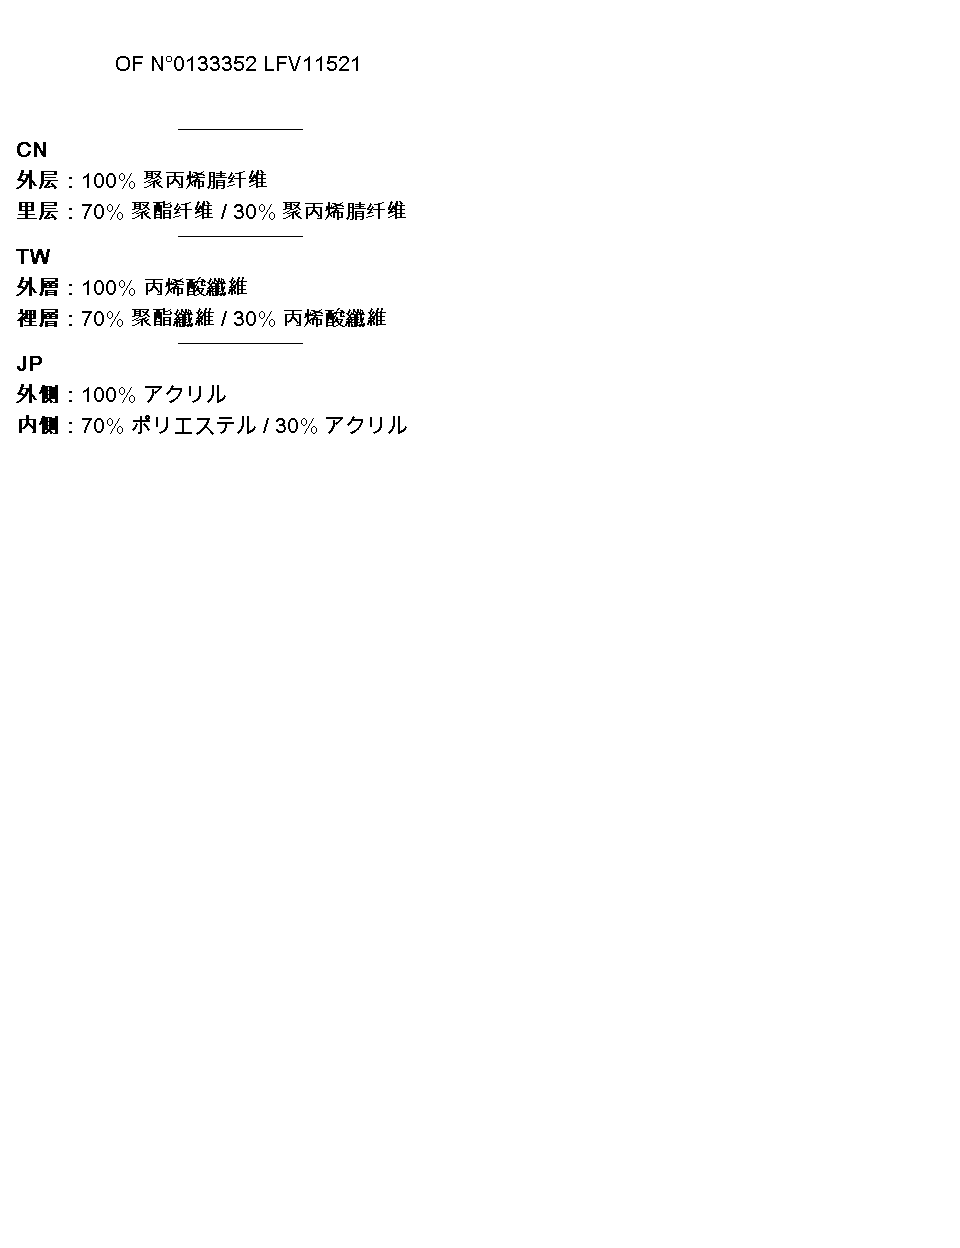 OF N°0133352 LFV11521
CN
外层 : 100% 聚丙烯腈纤维
里层 : 70% 聚酯纤维 / 30% 聚丙烯腈纤维
TW
外層 : 100% 丙烯酸纖維
裡層 : 70% 聚酯纖維 / 30% 丙烯酸纖維
JP
外側 : 100% アクリル
内側 : 70% ポリエステル / 30% アクリル